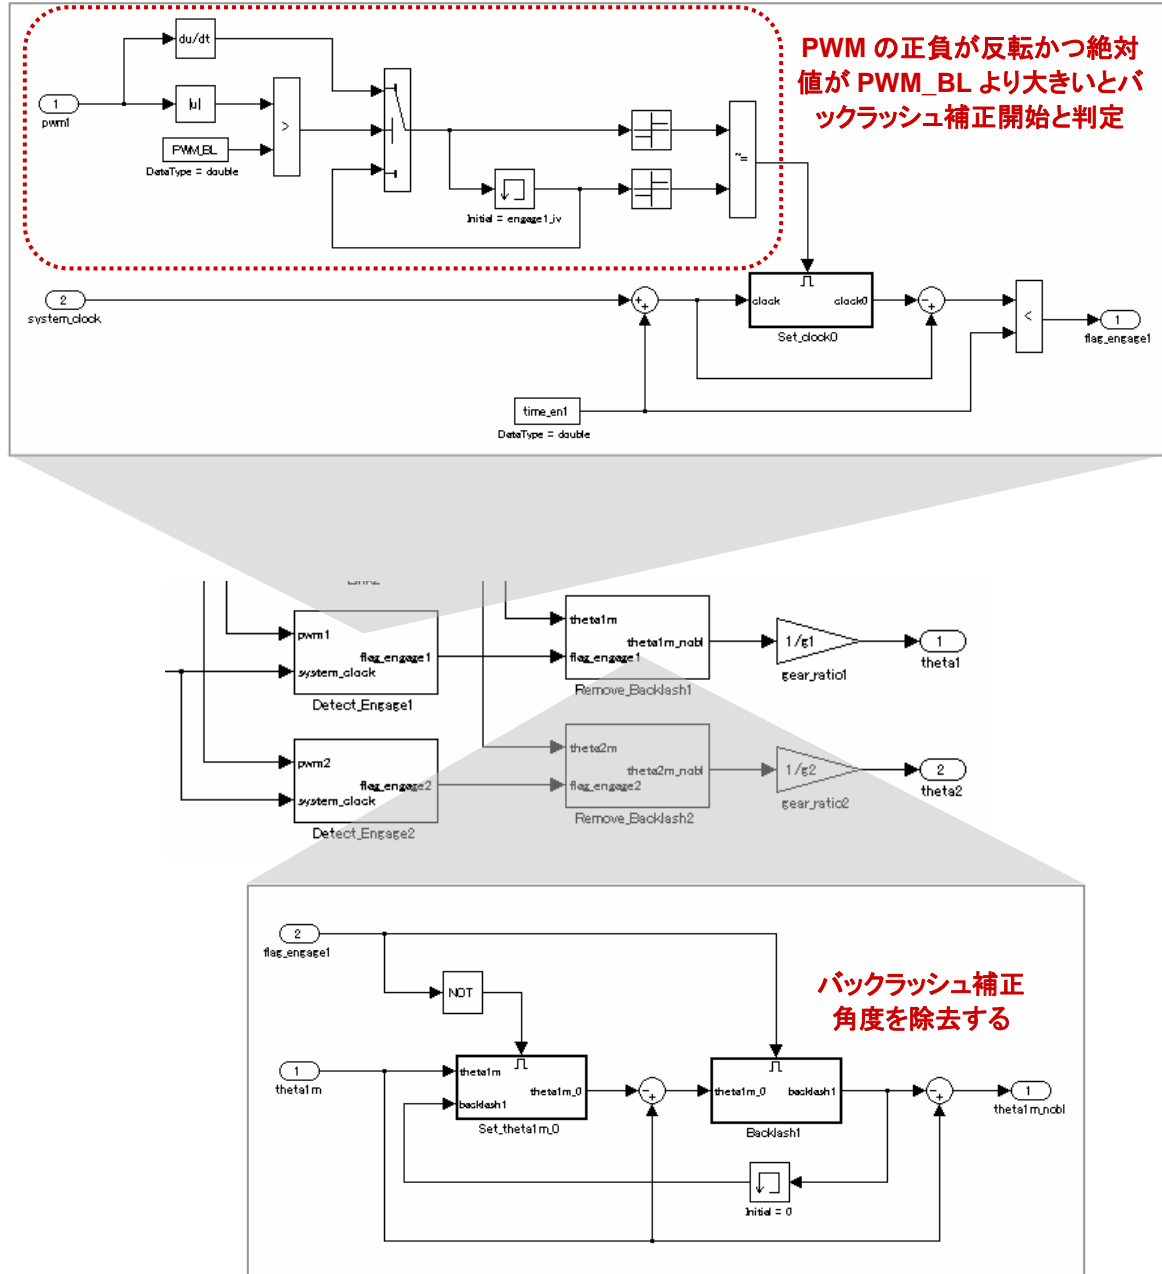 PWM の正負が反転かつ絶対
値が PWM_BL より大きいとバ
ックラッシュ補正開始と判定
du/dt
1
pwm1
|u|
>
PWM_BL
DataType = double
~=
Initial = engage1_iv
2
system_clock
+
+
clock
clock0
Set_clock0
-
+
<
1
flag_engage1
time_en1
DataType = double
pwm1
flag_engage1
system_clock
Detect_Engage1
theta1m
theta1m_nobl
flag_engage1
Remove_Backlash1
1/g1
gear_ratio1
1
theta1
pwm2
flag_engage2
system_clock
Detect_Engage2
theta2m
theta2m_nobl
flag_engage2
Remove_Backlash2
1/g2
gear_ratio2
2
theta2
2
flag_engage1
NOT
バックラッシュ補正
角度を除去する
1
theta1m
theta1m
theta1m_0
backlash1
Set_theta1m_0
-
+
theta1m_0
backlash1
Backlash1
-
+
1
theta1m_nobl
Initial = 0